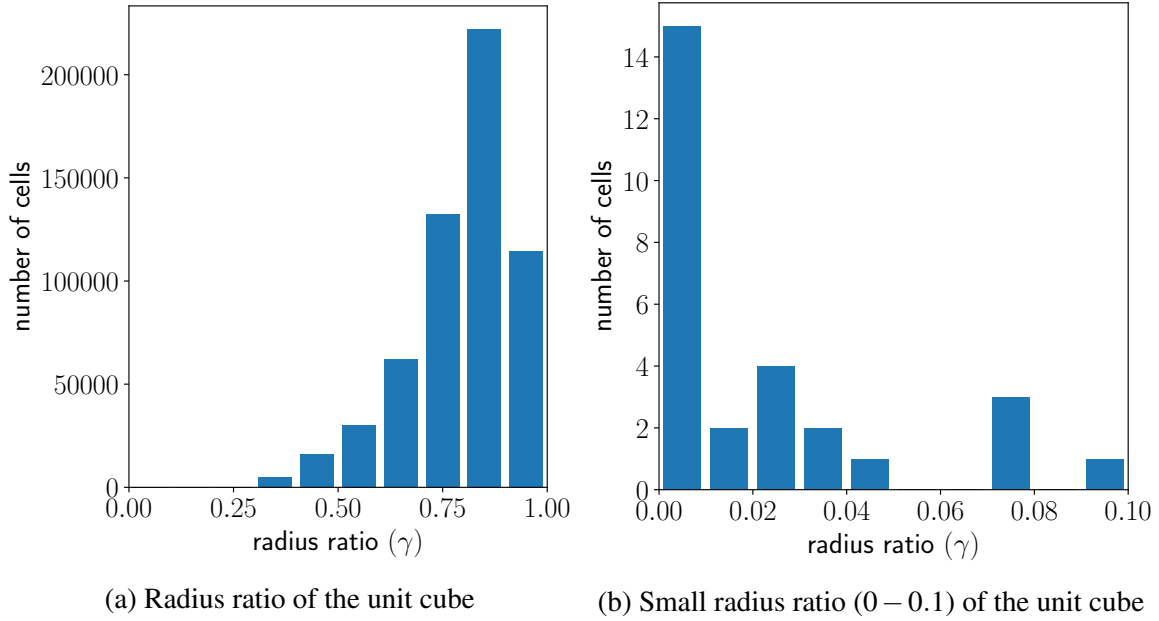 200000
150000
100000
50000
0
number of cells
0.00 0.25 0.50 0.75 1.00
radius ratio (γ)
(a) Radius ratio of the unit cube
14
12
10
8
6
4
2
0
number of cells
0.00 0.02 0.04 0.06 0.08 0.10
radius ratio (γ)
(b) Small radius ratio (0 – 0.1) of the unit cube